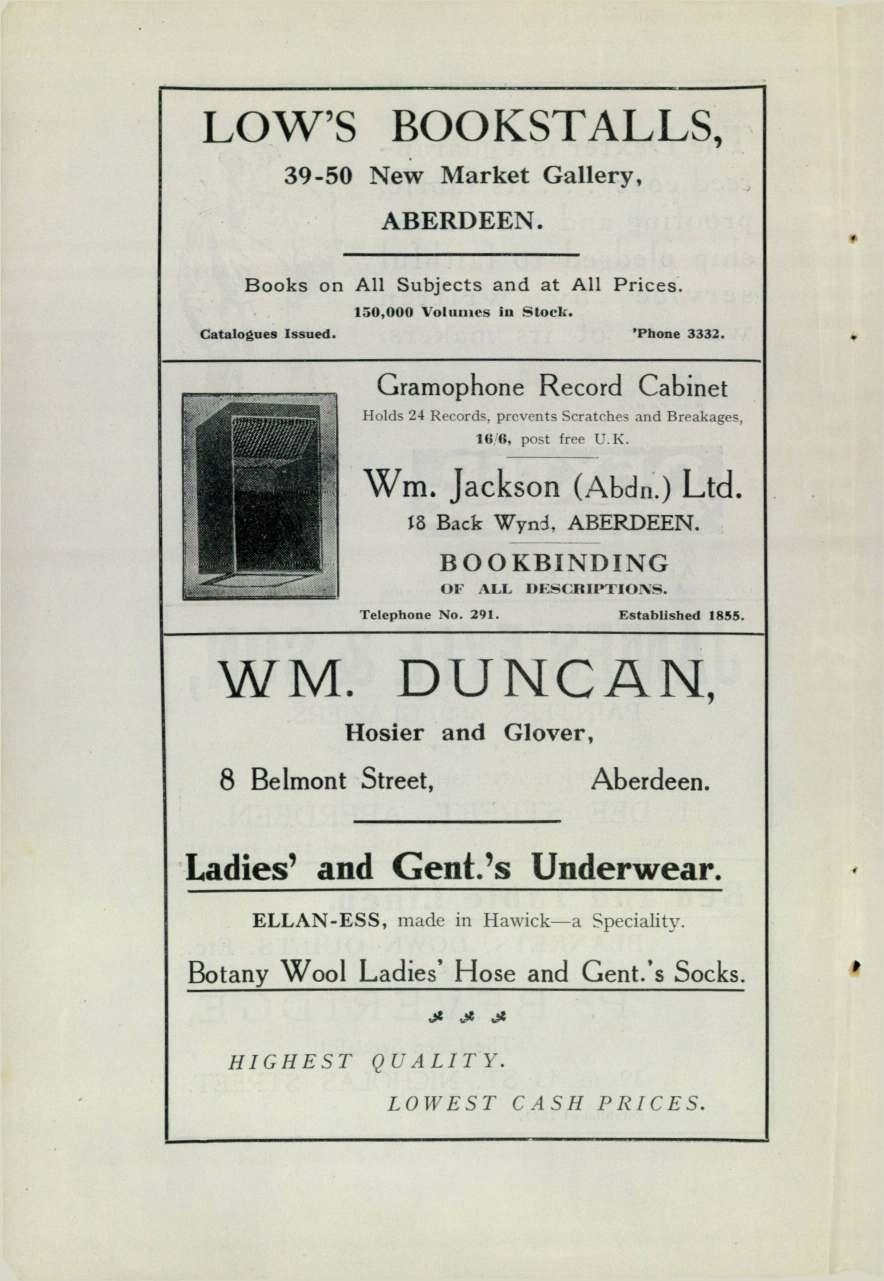 LOW'S BOOKSTALLS,
39-50 New Market Gallery,
ABERDEEN.
Books on All Subjects and at All Prices.
150,000 Volumes in Stock.
Catalogues Issued. 'Phone 3332.
Gramophone Record Cabinet
Holds 24 Records, prevents Scratches and Breakages,
16/6, post free U.K.
Wm. Jackson (Abdn.) Ltd.
18 Back Wynd, ABERDEEN.
BOOKBINDING
OF ALL DESCRIPTIONS.
Telephone No. 291. Established 1855.
WM. DUNCAN,
Hosier and Glover,
8 Belmont Street, Aberdeen.
Ladies' and Gent.'s Underwear.
ELLAN-ESS, made in Hawick—a Speciality.
Botany Wool Ladies' Hose and Gent.'s Socks.
HIGHEST QUALITY.
LOWEST CASH PRICES.